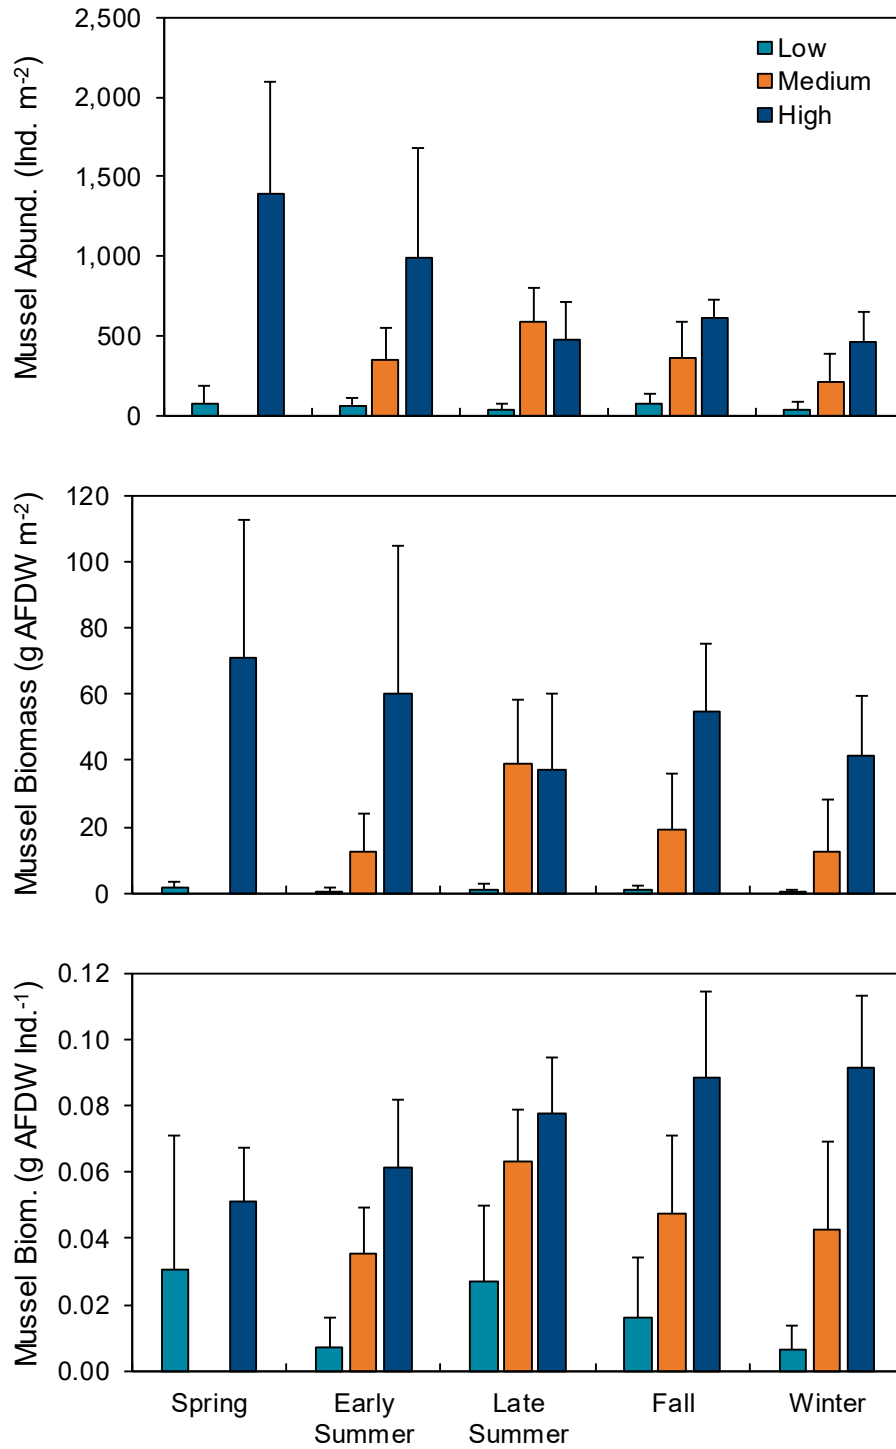 Mussel Abund. (Ind. m-2)
2,500
2,000
1,500
1,000
500
0
Low
Medium
High
Mussel Biomass (g AFDW m-2)
120
100
80
60
40
20
0
Mussel Biom. (g AFDW Ind.-1)
0.12
0.10
0.08
0.06
0.04
0.02
0.00
Spring
Early
Summer
Late
Summer
Fall
Winter